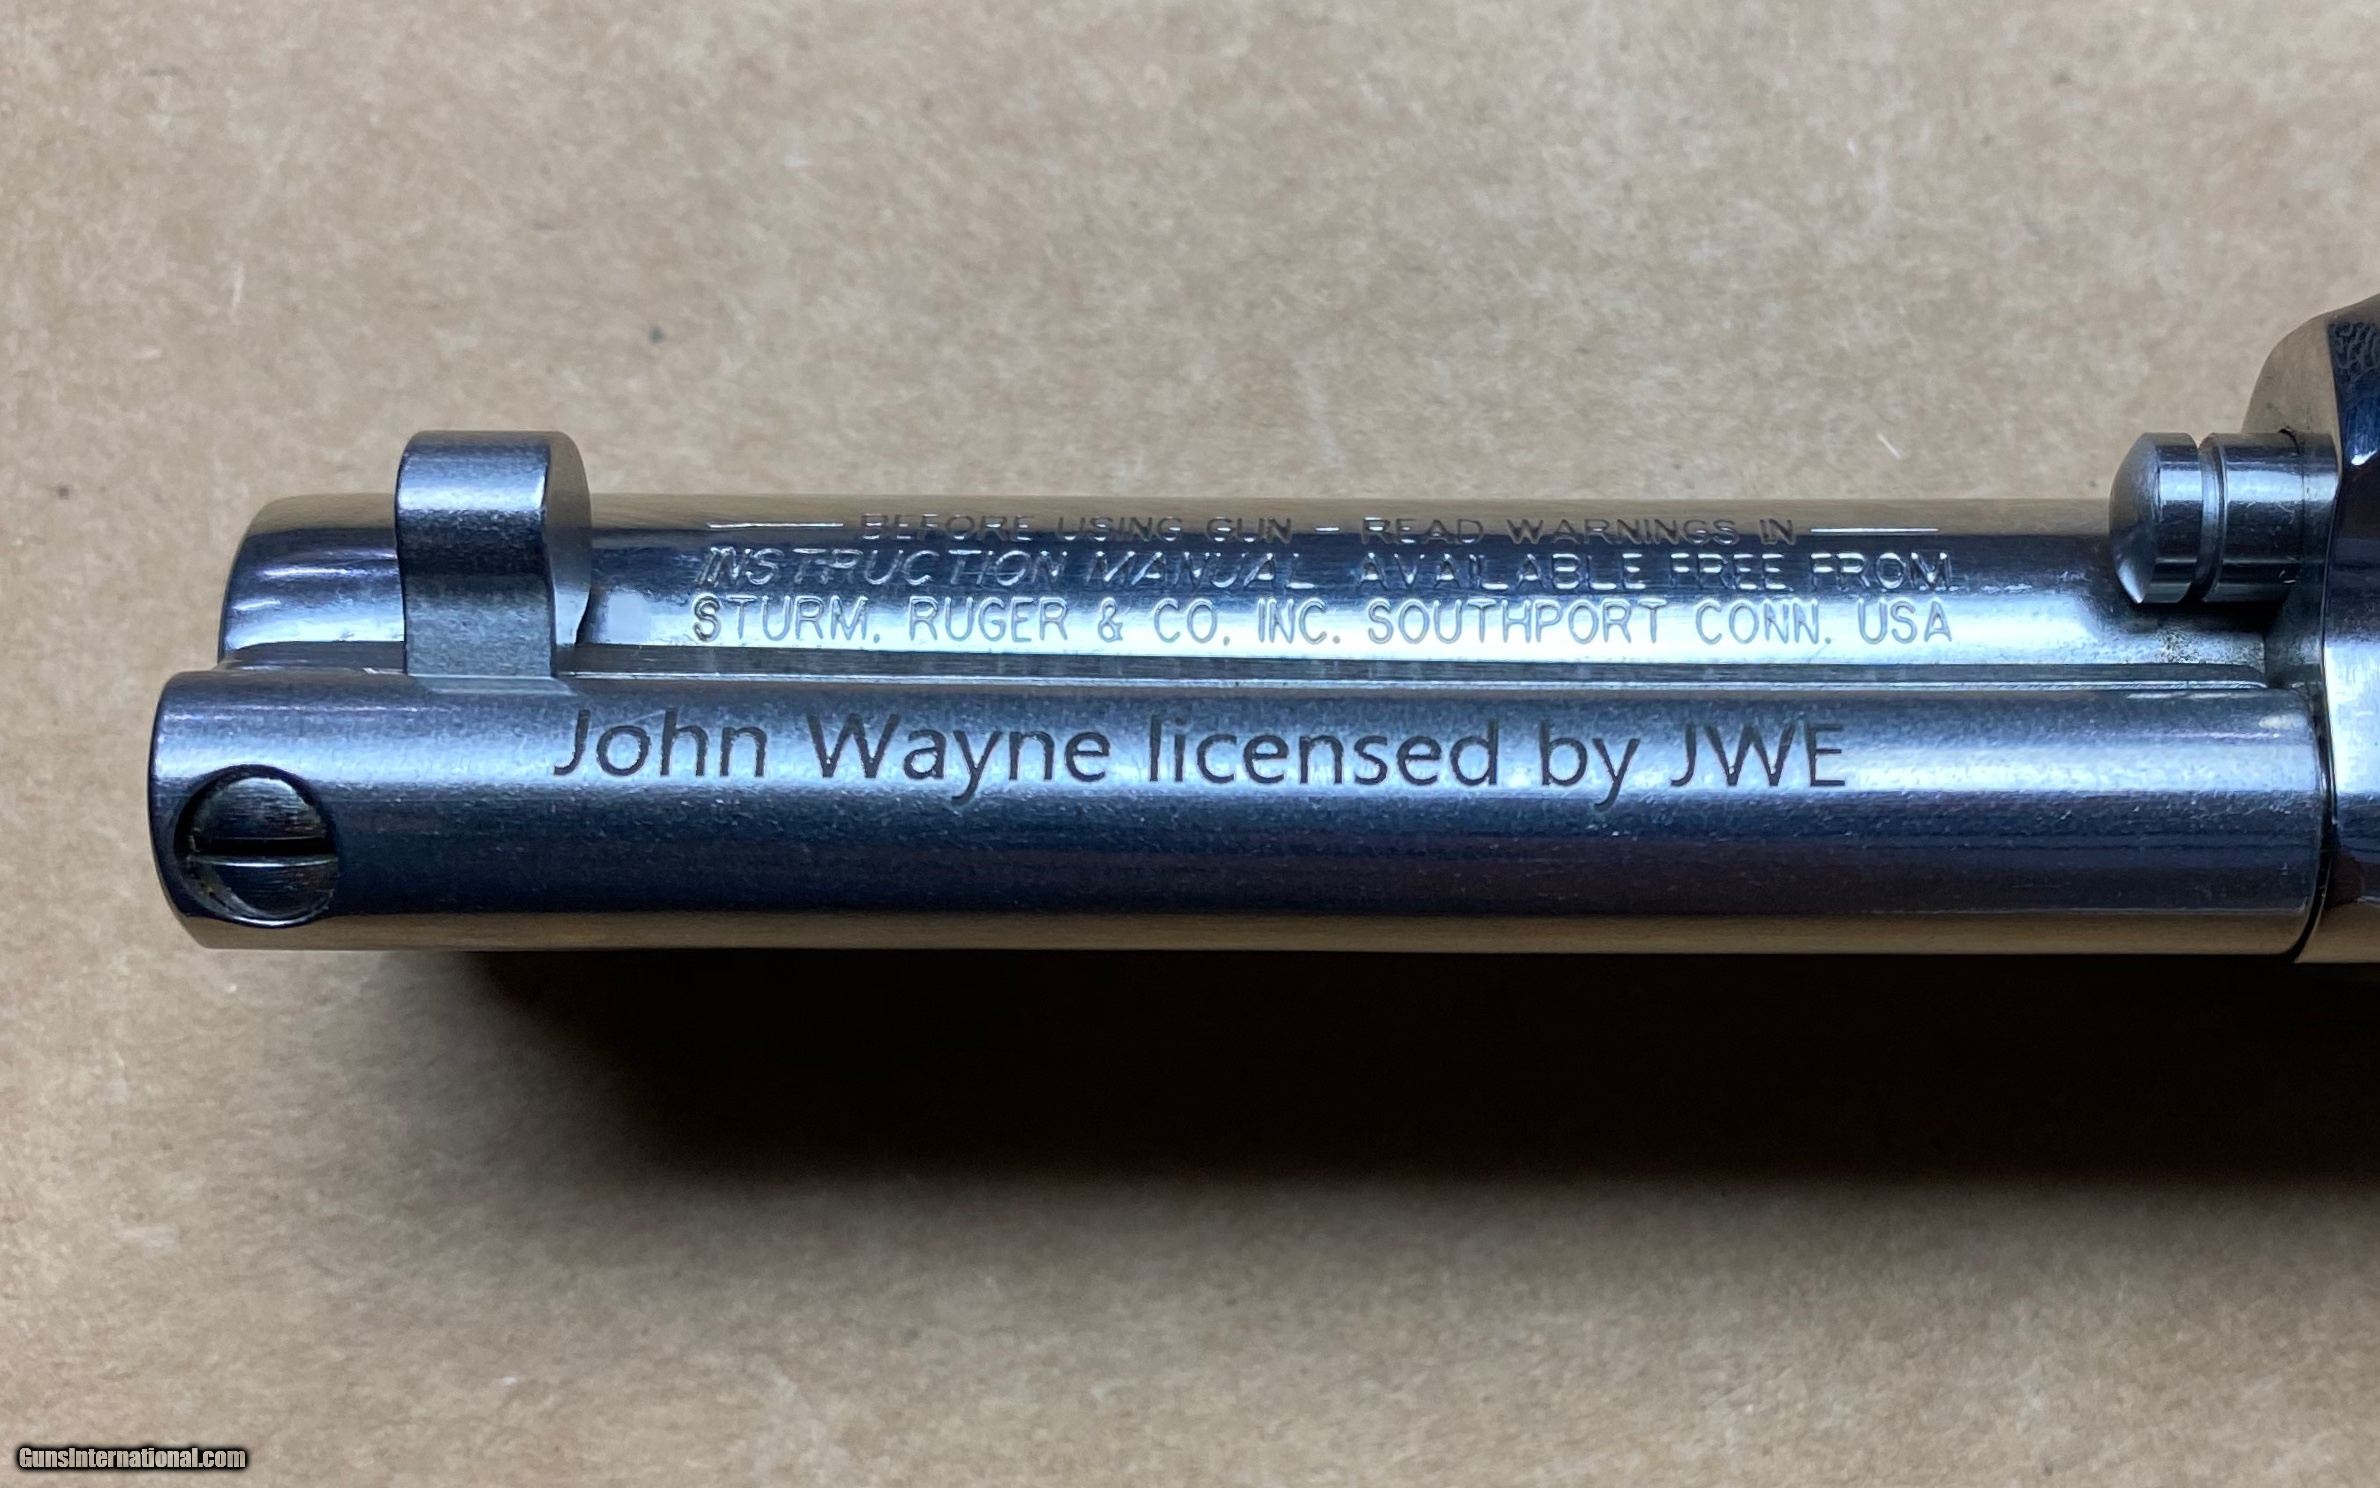 BEFORE USING GUN - READ WARNINGS IN
INSTRUCTION MANUAL AVAILABLE FREE FROM
STURM, RUGER & CO., INC. SOUTHPORT CONN. USA
John Wayne licensed by JWE
GunsInternational.com